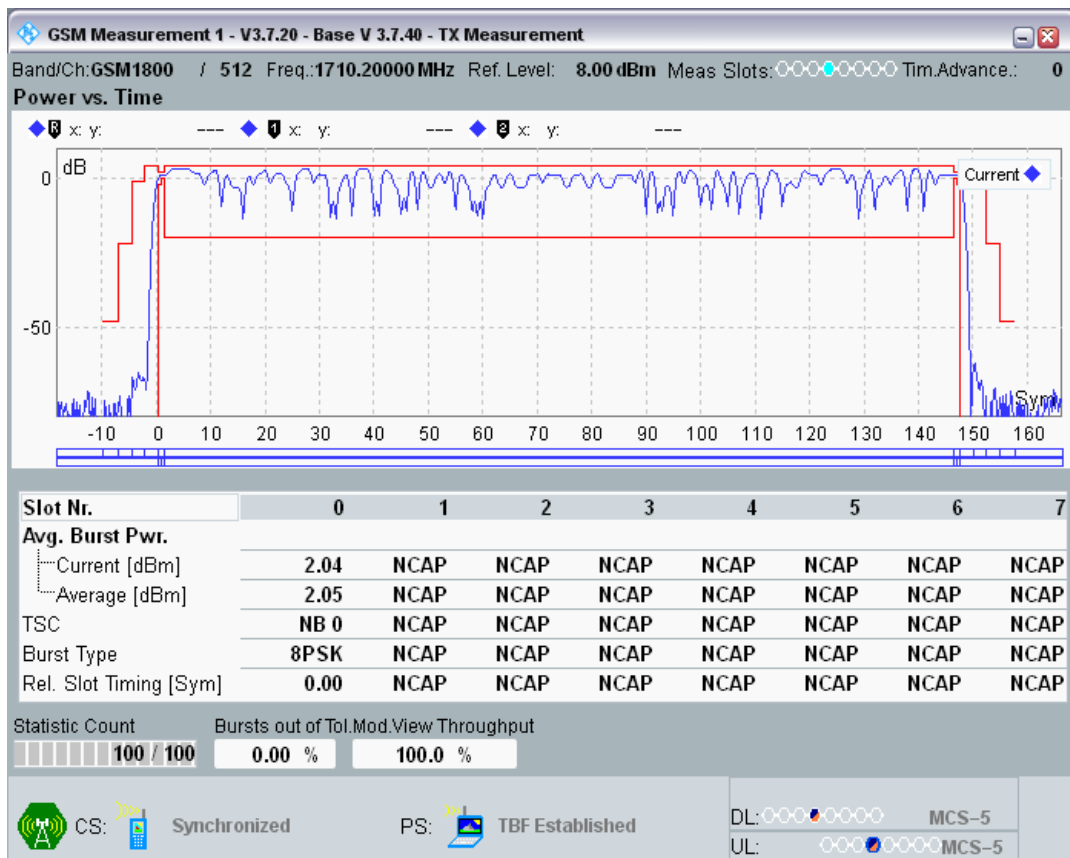 GSM Measurement 1 - V3.7.20 - Base V 3.7.40 - TX Measurement
Band/Ch:GSM1800 / 512 Freq.:1710.20000 MHz Ref. Level: 8.00 dBm Meas Slots: Tim.Advance.: 0
Power vs. Time
R x: y: --- 1 x: y: --- 2 x: y: ---
dB
Current
0
-50
Sym
-10 0 10 20 30 40 50 60 70 80 90 100 110 120 130 140 150 160
Slot Nr. 0 1 2 3 4 5 6 7
Avg. Burst Pwr.
Current [dBm] 2.04 NCAP NCAP NCAP NCAP NCAP NCAP NCAP
Average [dBm] 2.05 NCAP NCAP NCAP NCAP NCAP NCAP NCAP
TSC NB 0 NCAP NCAP NCAP NCAP NCAP NCAP NCAP
Burst Type 8PSK NCAP NCAP NCAP NCAP NCAP NCAP NCAP
Rel. Slot Timing [Sym] 0.00 NCAP NCAP NCAP NCAP NCAP NCAP NCAP
Statistic Count Bursts out of Tol. Mod.View Throughput
100 / 100 0.00 % 100.0 %
CS: Synchronized PS: TBF Established DL: MCS-5
UL: MCS-5